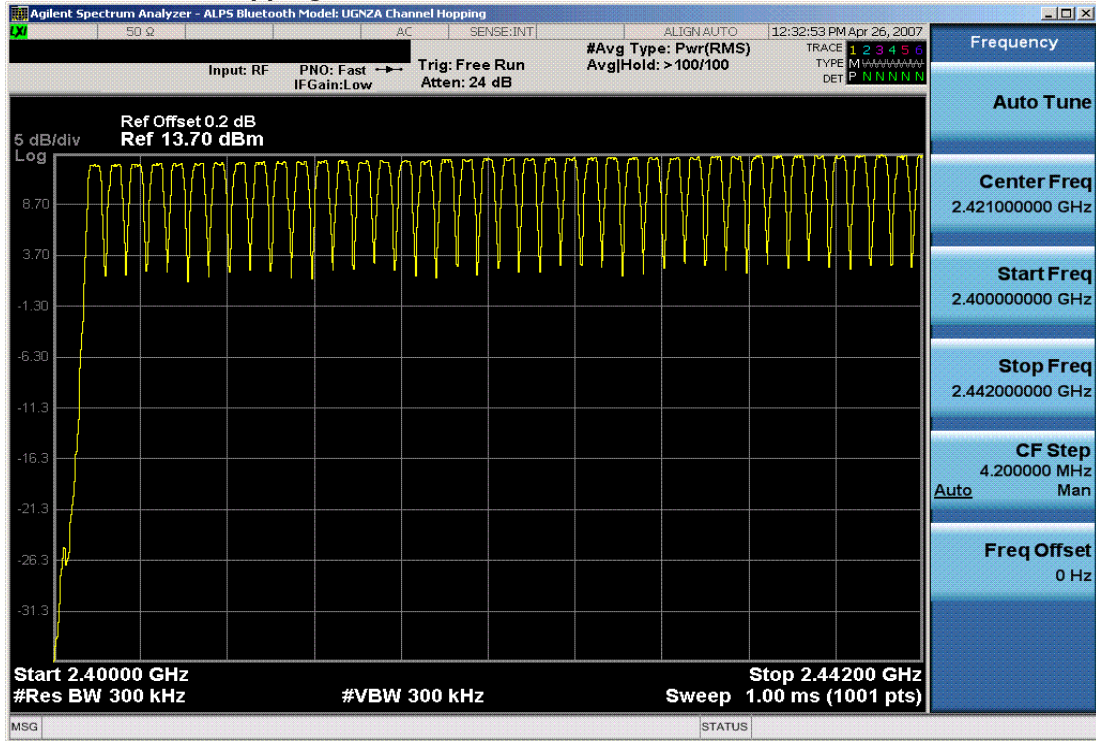 Agilent Spectrum Analyzer - ALPS Bluetooth Model: UGNZA Channel Hopping
LXI 50 Ω AC SENSE:INT ALIGN AUTO 12:32:53 PM Apr 26, 2007
Input: RF PNO: Fast Trig: Free Run #Avg Type: Pwr(RMS) TRACE 1 2 3 4 5 6
IFGain:Low Atten: 24 dB Avg|Hold: >100/100 TYPE M
DET P N N N N N
Ref Offset 0.2 dB
5 dB/div Ref 13.70 dBm
Log
8.70
3.70
-1.30
-6.30
-11.3
-16.3
-21.3
-26.3
-31.3
Start 2.40000 GHz Stop 2.44200 GHz
#Res BW 300 kHz #VBW 300 kHz Sweep 1.00 ms (1001 pts)
MSG STATUS
Frequency
Auto Tune
Center Freq
2.421000000 GHz
Start Freq
2.400000000 GHz
Stop Freq
2.442000000 GHz
CF Step
4.200000 MHz
Auto Man
Freq Offset
0 Hz